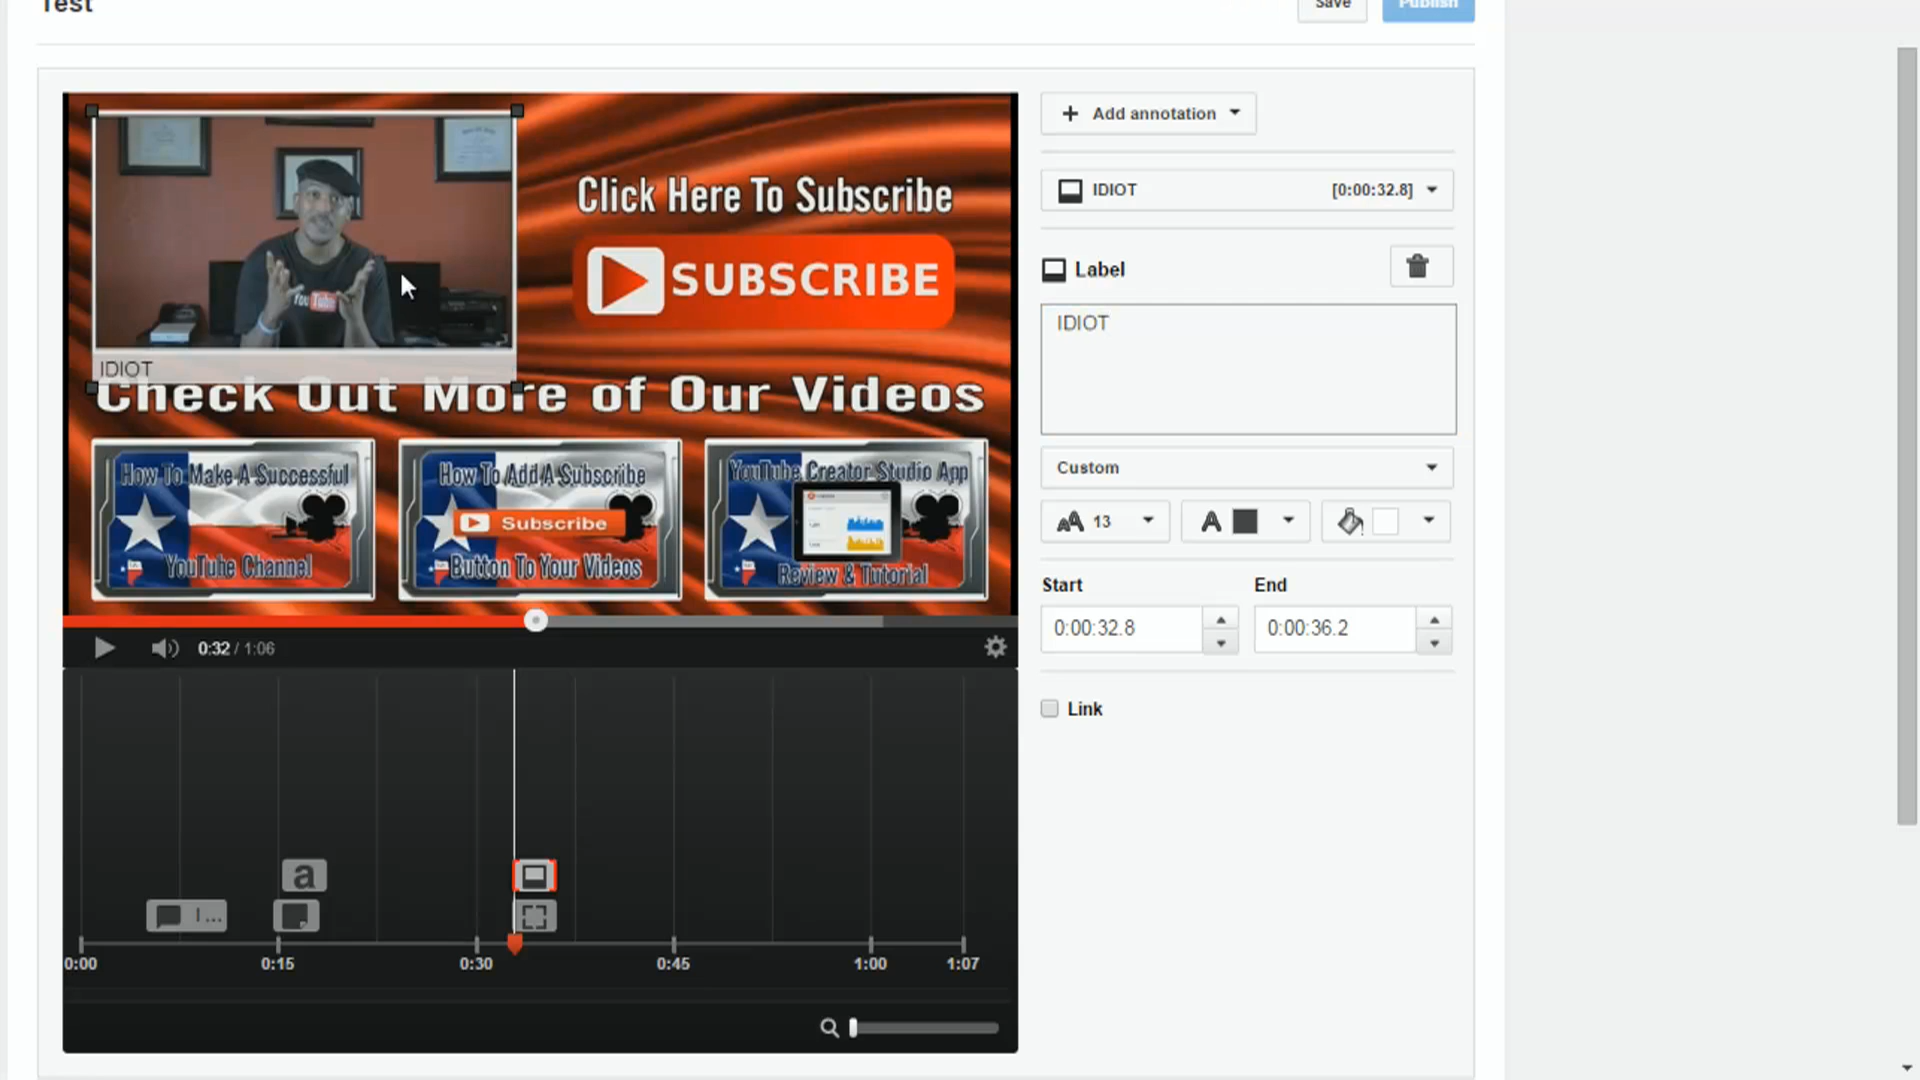 Test
Save
Publish
Add annotation
IDIOT [0:00:32.8]
Label
IDIOT
Custom
13
Start End
0:00:32.8 0:00:36.2
Link
You Tube
IDIOT
Click Here To Subscribe
SUBSCRIBE
Check Out More of Our Videos
How To Make A Successful
YouTube Channel
How To Add A Subscribe
Subscribe
Button To Your Videos
YouTube Creator Studio App
Review & Tutorial
0:32 / 1:06
a
I ...
0:00 0:15 0:30 0:45 1:00 1:07